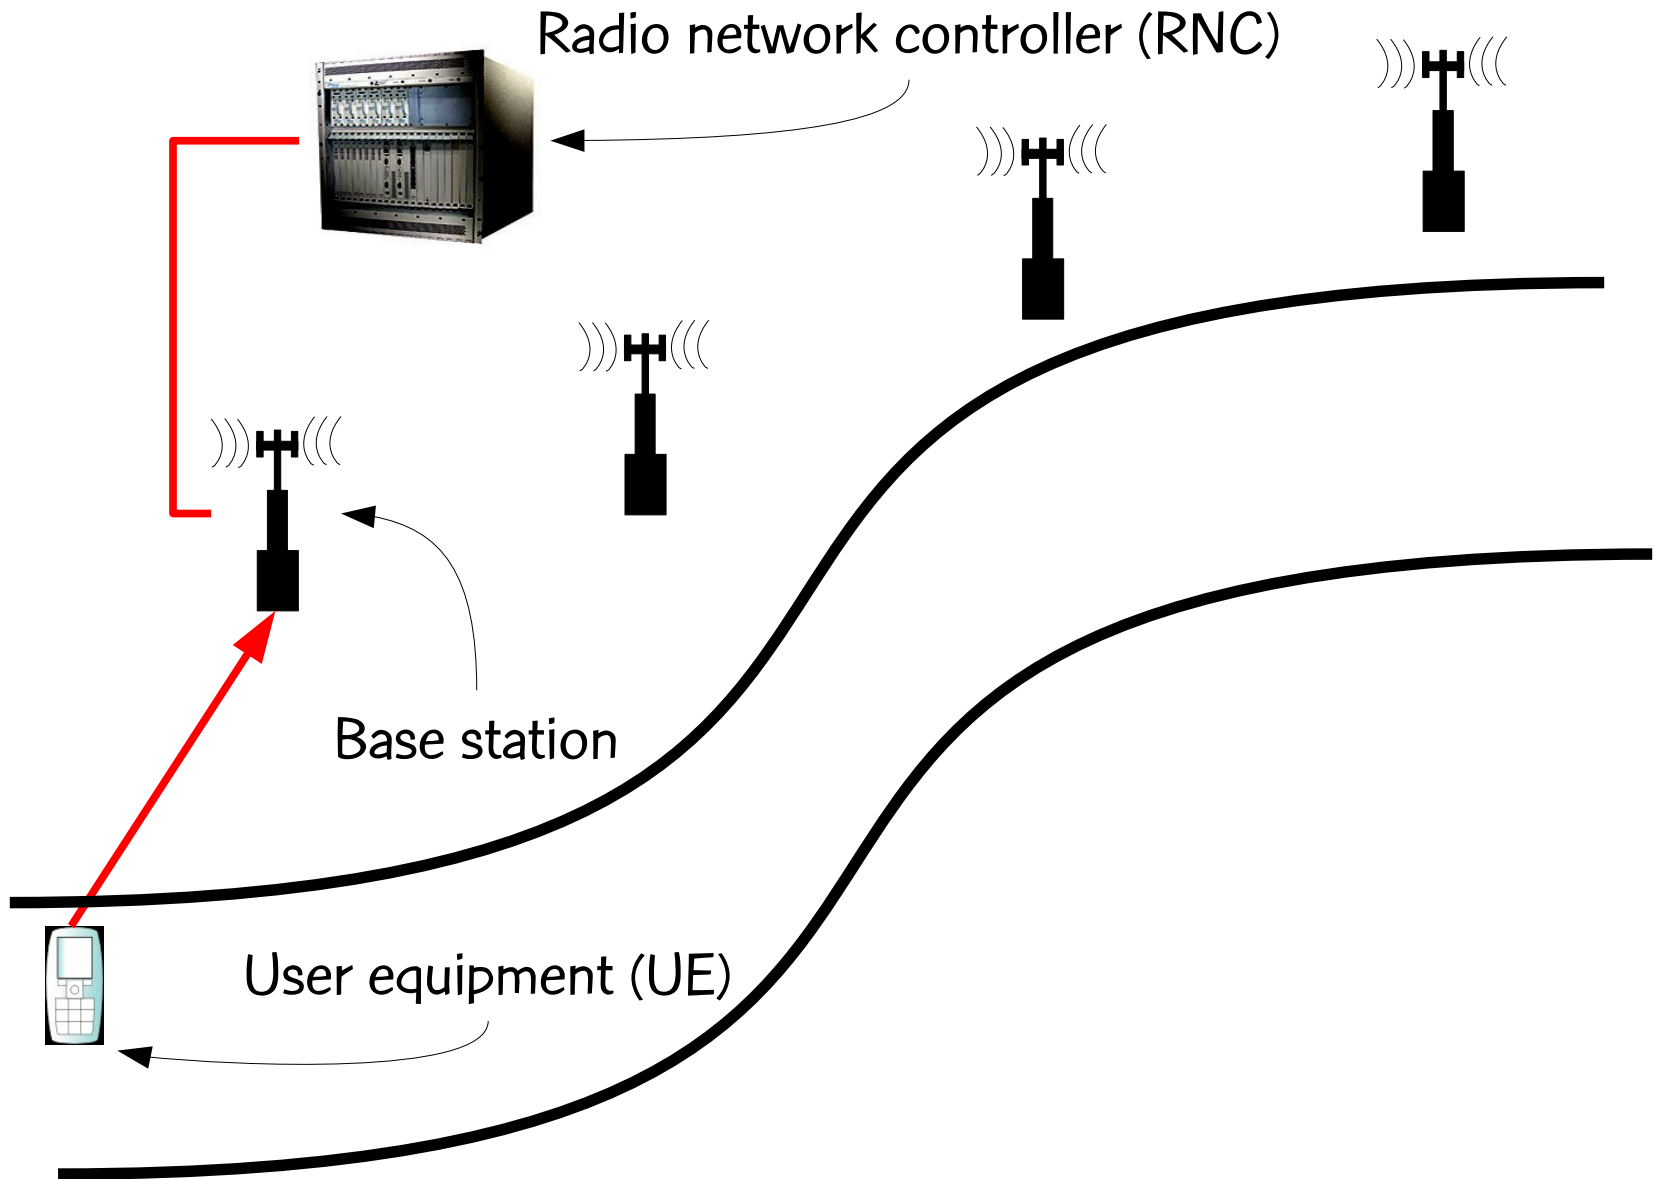 Radio network controller (RNC)
Base station
User equipment (UE)